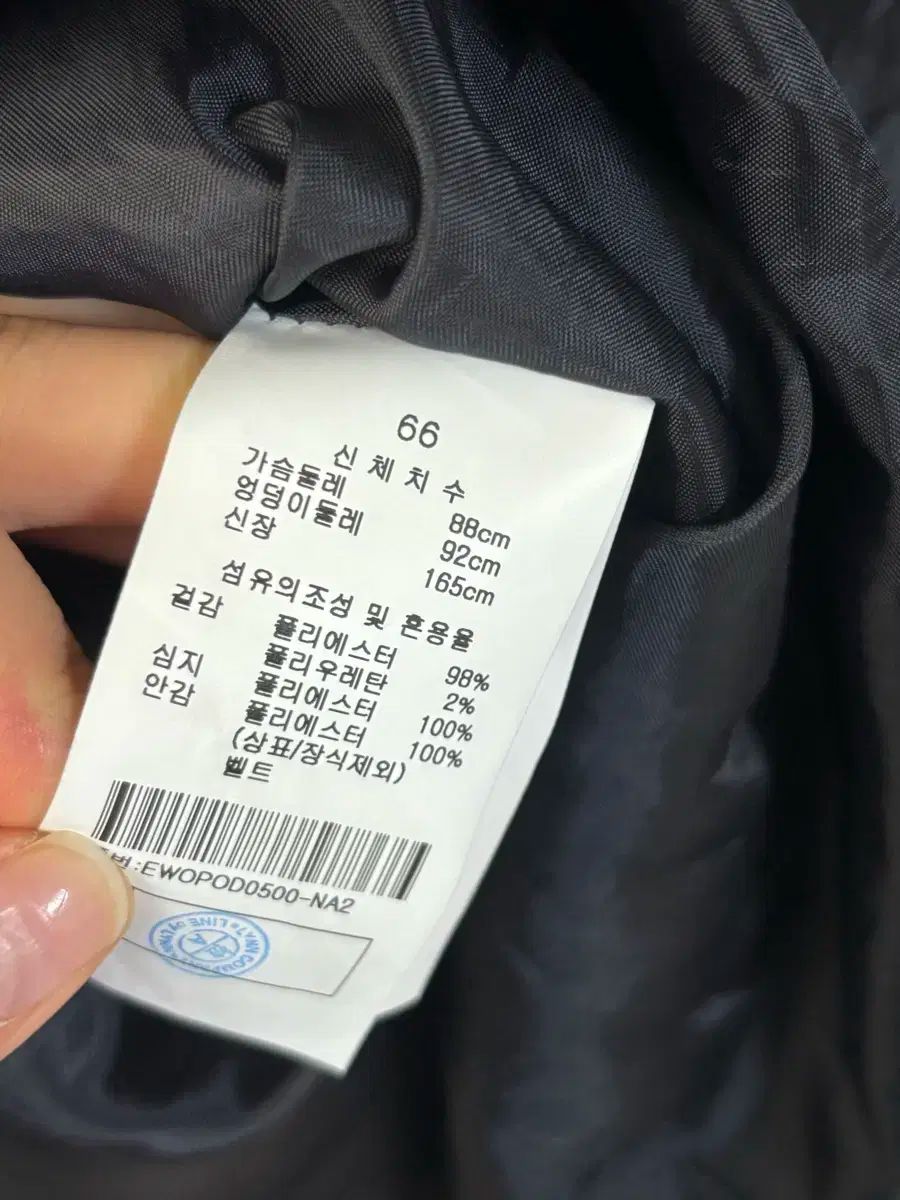 66
신 체 치 수
가슴둘레 88cm
엉덩이둘레 92cm
신장 165cm
섬유의조성 및 혼용율
겉감 폴리에스터 98%
폴리우레탄 2%
심지 폴리에스터 100%
안감 폴리에스터 100%
(상표/장식제외)
벨트
:EWOPOD0500-NA2